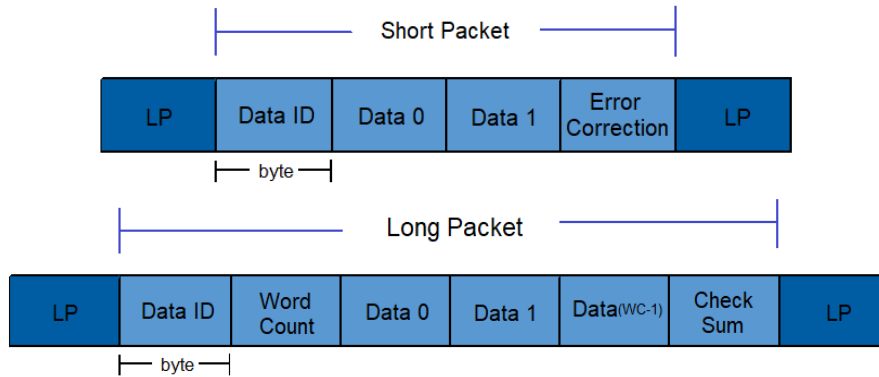 Short Packet
LP Data ID Data 0 Data 1 Error Correction LP
byte
Long Packet
LP Data ID Word Count Data 0 Data 1 Data(WC-1) Check Sum LP
byte